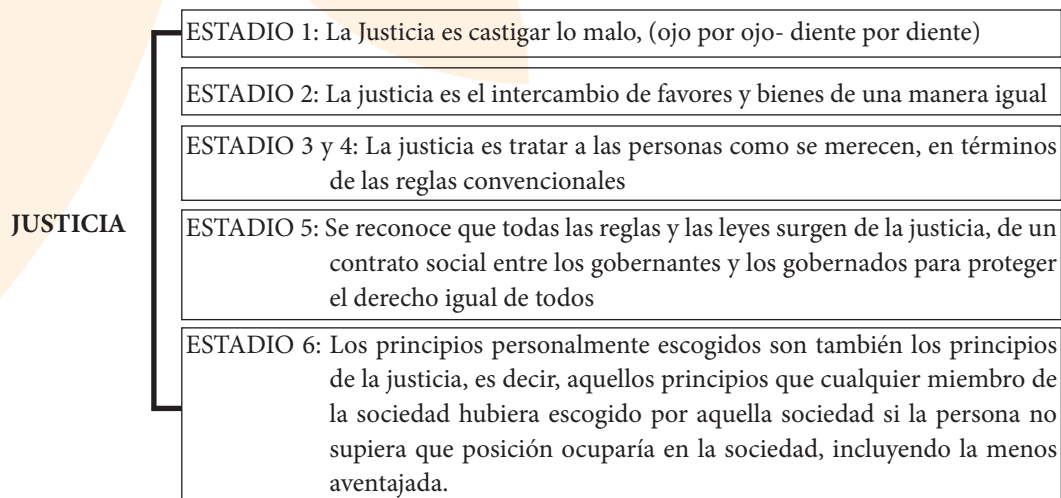 ESTADIO 1: La Justicia es castigar lo malo, (ojo por ojo- diente por diente)
ESTADIO 2: La justicia es el intercambio de favores y bienes de una manera igual
ESTADIO 3 y 4: La justicia es tratar a las personas como se merecen, en términos
de las reglas convencionales
JUSTICIA
ESTADIO 5: Se reconoce que todas las reglas y las leyes surgen de la justicia, de un
contrato social entre los gobernantes y los gobernados para proteger
el derecho igual de todos
ESTADIO 6: Los principios personalmente escogidos son también los principios
de la justicia, es decir, aquellos principios que cualquier miembro de
la sociedad hubiera escogido por aquella sociedad si la persona no
supiera que posición ocuparía en la sociedad, incluyendo la menos
aventajada.